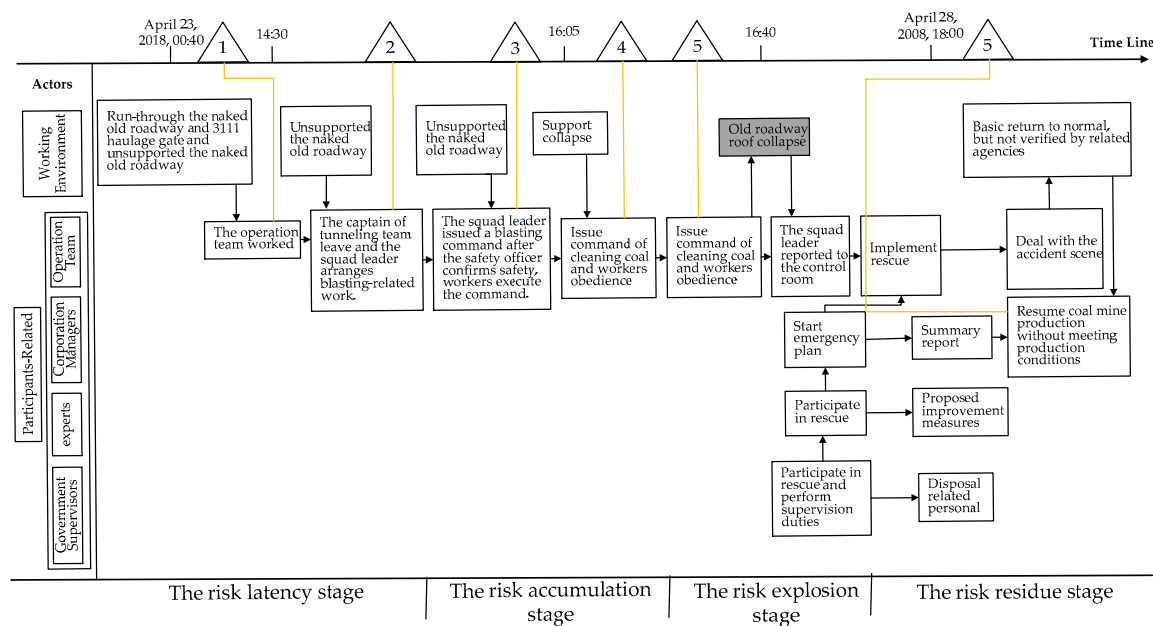 April 23,
2018, 00:40
1
14:30
2
3
16:05
4
5
16:40
April 28,
2008, 18:00
5
Time Line
Actors
Working
Environment
Run-through the naked
old roadway and 3111
haulage gate and
unsupported the naked
old roadway
Unsupported
the naked
old roadway
Unsupported
the naked
old roadway
Support
collapse
Old roadway
roof collapse
Basic return to normal,
but not verified by related
agencies
Participants-Related
Operation
Team
The operation
team worked
The captain of
tunneling team
leave and the
squad leader
arranges
blasting-related
work.
The squad leader
issued a blasting
command after
the safety officer
confirms safety,
workers execute
the command.
Issue
command of
cleaning coal
and workers
obedience
Issue
command of
cleaning coal
and workers
obedience
The squad
leader
reported to
the control
room
Implement
rescue
Deal with the
accident scene
Corporation
Managers
Start
emergency
plan
Summary
report
Resume coal mine
production
without meeting
production
conditions
experts
Participate
in rescue
Proposed
improvement
measures
Government
Supervisors
Participate in
rescue and
perform
supervision
duties
Disposal
related
personal
The risk latency stage
The risk accumulation
stage
The risk explosion
stage
The risk residue stage